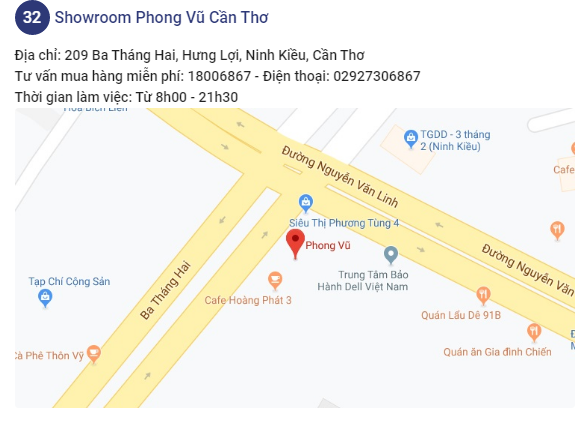 32 Showroom Phong Vũ Cần Thơ
Địa chỉ: 209 Ba Tháng Hai, Hưng Lợi, Ninh Kiều, Cần Thơ
Tư vấn mua hàng miễn phí: 18006867 - Điện thoại: 02927306867
Thời gian làm việc: Từ 8h00 - 21h30
Hoa Bích Liên
TGDD - 3 tháng
2 (Ninh Kiều)
Đường Nguyễn Văn Linh
Cafe
Siêu Thị Phượng Tùng 4
Phong Vũ
Đường Nguyễn Văn
Ba Tháng Hai
Trung Tâm Bảo
Hành Dell Việt Nam
Tạp Chí Cộng Sản
Cafe Hoàng Phát 3
Quán Lẩu Dê 91B
Cà Phê Thôn Vỹ
Quán ăn Gia đình Chiến